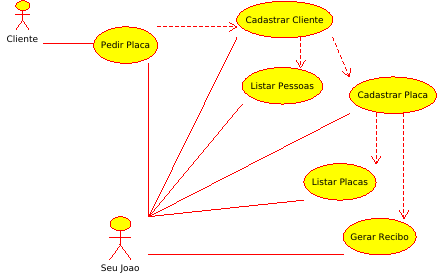 Cadastrar Cliente
Cliente
Pedir Placa
Listar Pessoas
Cadastrar Placa
Listar Placas
Gerar Recibo
Seu Joao